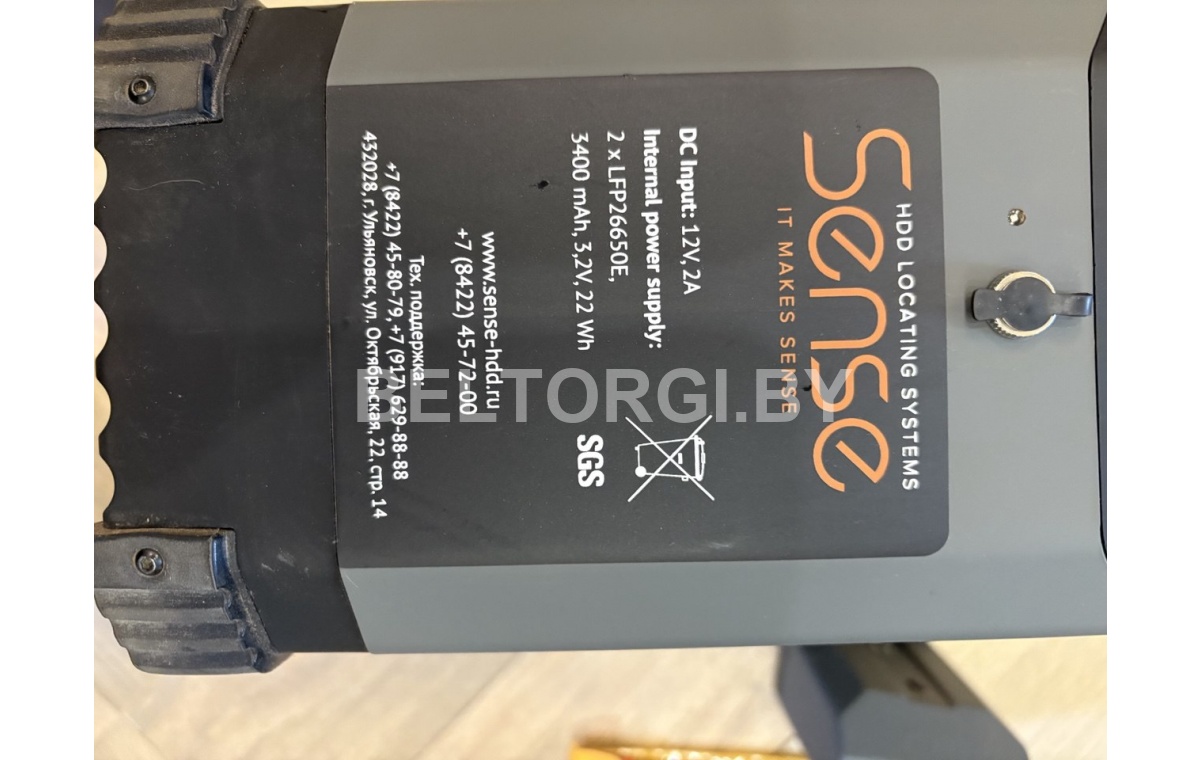 HDD LOCATING SYSTEMS
Sense
IT MAKES SENSE
DC Input: 12V, 2A
Internal power supply:
2 x LFP26650E,
3400 mAh, 3,2V, 22 Wh
SGS
www.sense-hdd.ru
+7 (8422) 45-72-00
Тех. поддержка:
+7 (8422) 45-80-79, +7 (917) 629-88-88
432028, г. Ульяновск, ул. Октябрьская, 22, стр. 14
BELTORGI.BY